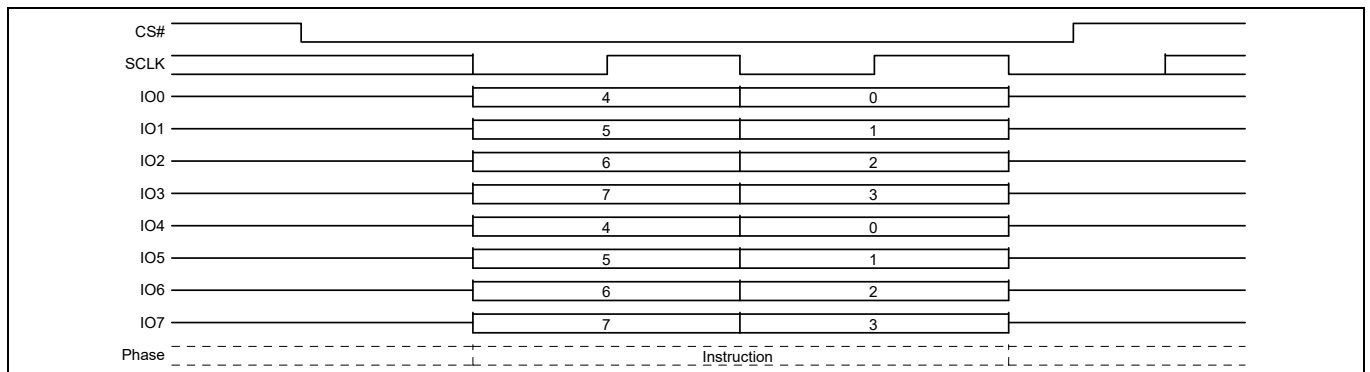 CS#
SCLK
IO0 4 0
IO1 5 1
IO2 6 2
IO3 7 3
IO4 4 0
IO5 5 1
IO6 6 2
IO7 7 3
Phase Instruction